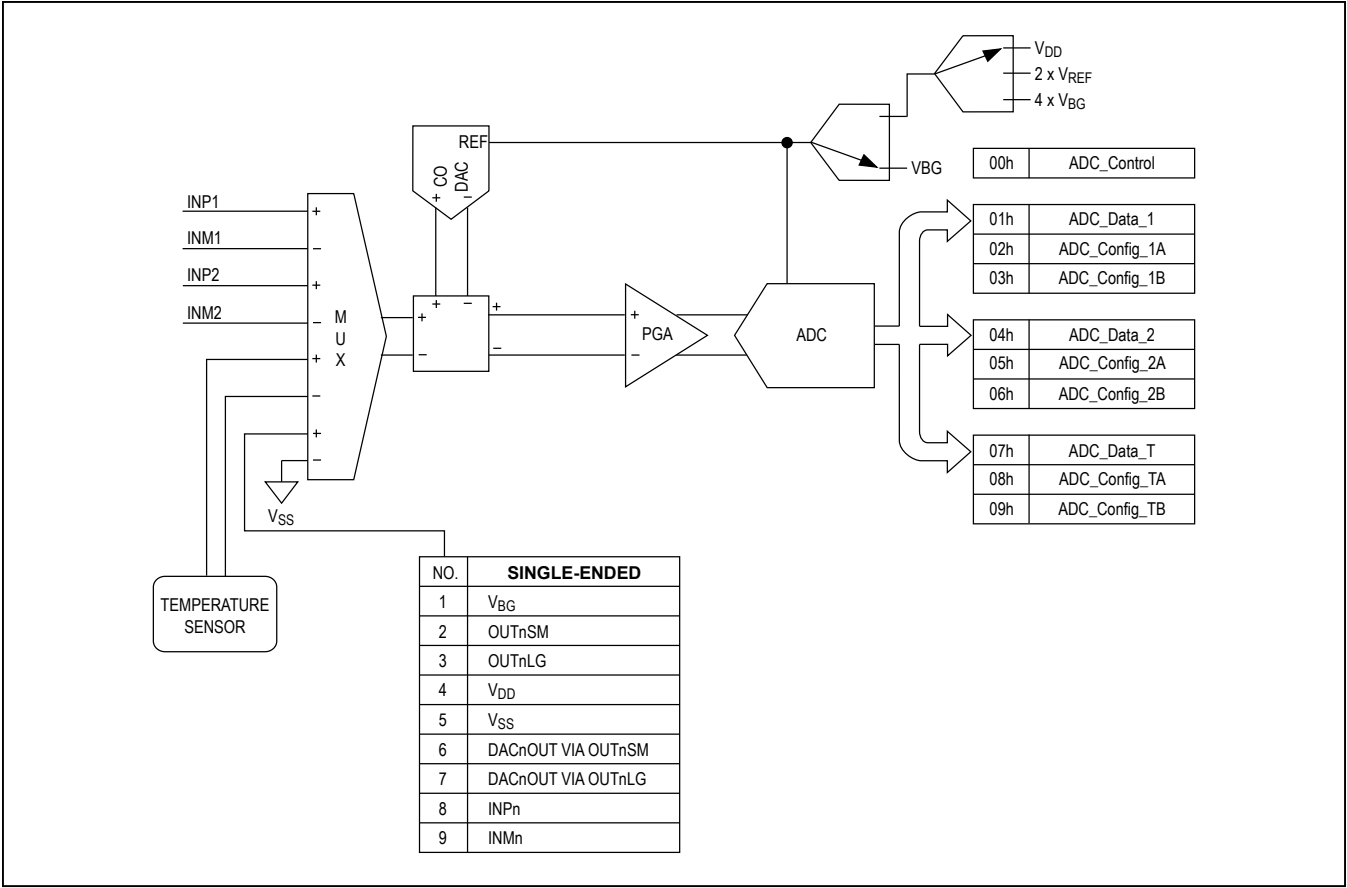 VDD
2 x VREF
4 x VBG
VBG
REF
CO
DAC
+ −
INP1
INM1
INP2
INM2
+
−
+
−
+
−
+
−
MUX
VSS
+ −
+
−
+
−
+
−
PGA
ADC
TEMPERATURE
SENSOR
00h ADC_Control
01h ADC_Data_1
02h ADC_Config_1A
03h ADC_Config_1B
04h ADC_Data_2
05h ADC_Config_2A
06h ADC_Config_2B
07h ADC_Data_T
08h ADC_Config_TA
09h ADC_Config_TB
NO. SINGLE-ENDED
1 VBG
2 OUTnSM
3 OUTnLG
4 VDD
5 VSS
6 DACnOUT VIA OUTnSM
7 DACnOUT VIA OUTnLG
8 INPn
9 INMn